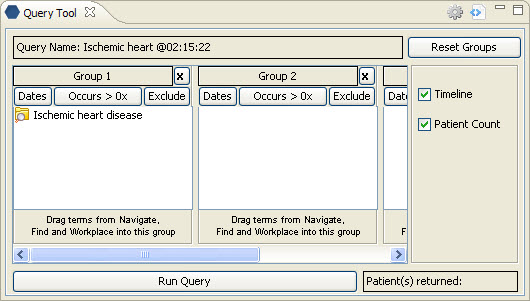 Query Tool
Query Name: Ischemic heart @02:15:22
Reset Groups
Group 1 x Group 2
Dates Occurs > 0x Exclude Dates Occurs > 0x Exclude
Ischemic heart disease
Timeline
Patient Count
Drag terms from Navigate,
Find and Workplace into this group
Drag terms from Navigate,
Find and Workplace into this group
Run Query
Patient(s) returned: